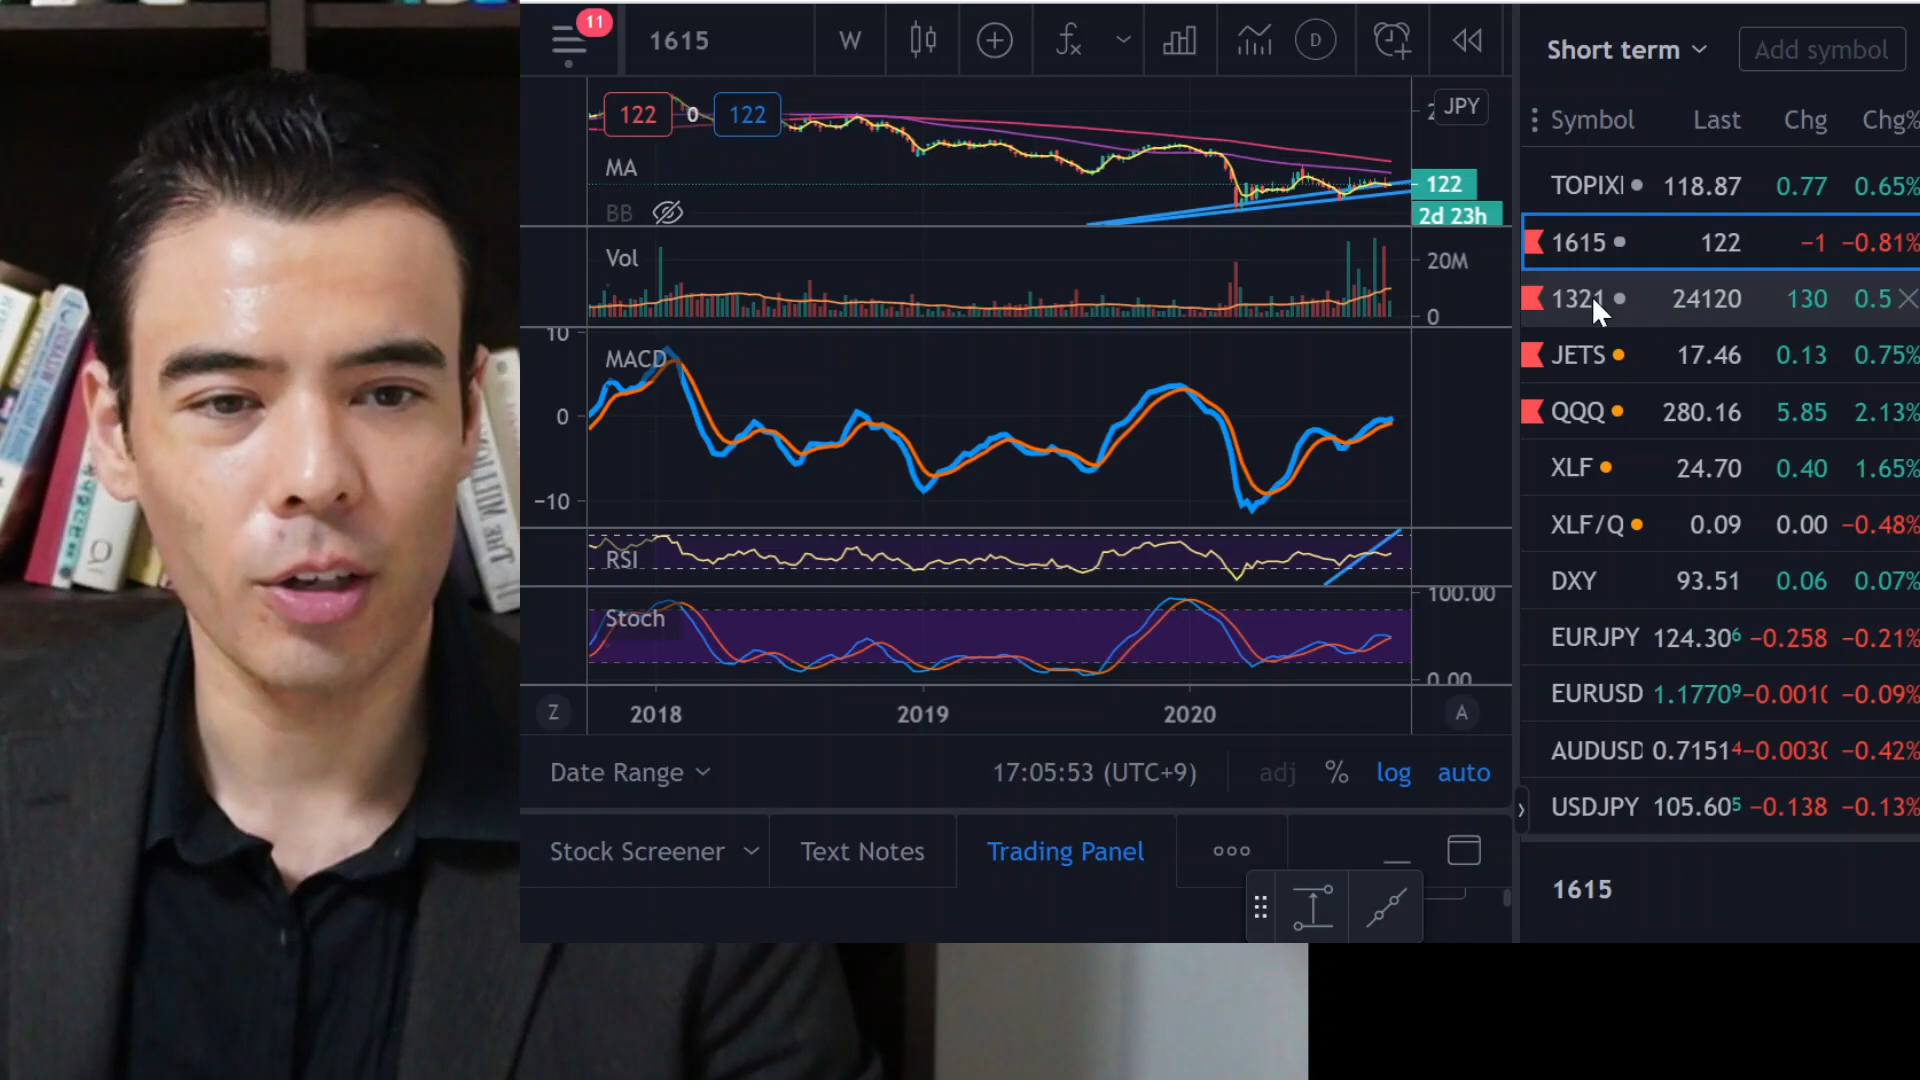 11
1615
W
D
Short term
Add symbol
122
0
122
JPY
MA
122
BB
2d 23h
Vol
20M
0
10
MACD
0
-10
RSI
100.00
Stoch
0.00
Z
2018
2019
2020
A
Date Range
17:05:53 (UTC+9)
adj
%
log
auto
Stock Screener
Text Notes
Trading Panel
Symbol Last Chg Chg%
TOPIX 118.87 0.77 0.65%
1615 122 −1 −0.81%
1321 24120 130 0.5
JETS 17.46 0.13 0.75%
QQQ 280.16 5.85 2.13%
XLF 24.70 0.40 1.65%
XLF/Q 0.09 0.00 −0.48%
DXY 93.51 0.06 0.07%
EURJPY 124.306 −0.258 −0.21%
EURUSD 1.17709 −0.001 −0.09%
AUDUSD 0.71514 −0.003 −0.42%
USDJPY 105.605 −0.138 −0.13%
1615